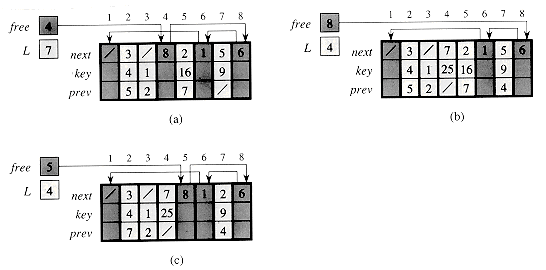 1 2 3 4 5 6 7 8
free 4
L 7
next / 3 / 8 2 1 5 6
key 4 1 16 9
prev 5 2 7 /
(a)
1 2 3 4 5 6 7 8
free 8
L 4
next / 3 / 7 2 1 5 6
key 4 1 25 16 9
prev 5 2 / 7 4
(b)
1 2 3 4 5 6 7 8
free 5
L 4
next / 3 / 7 8 1 2 6
key 4 1 25 9
prev 7 2 / 4
(c)